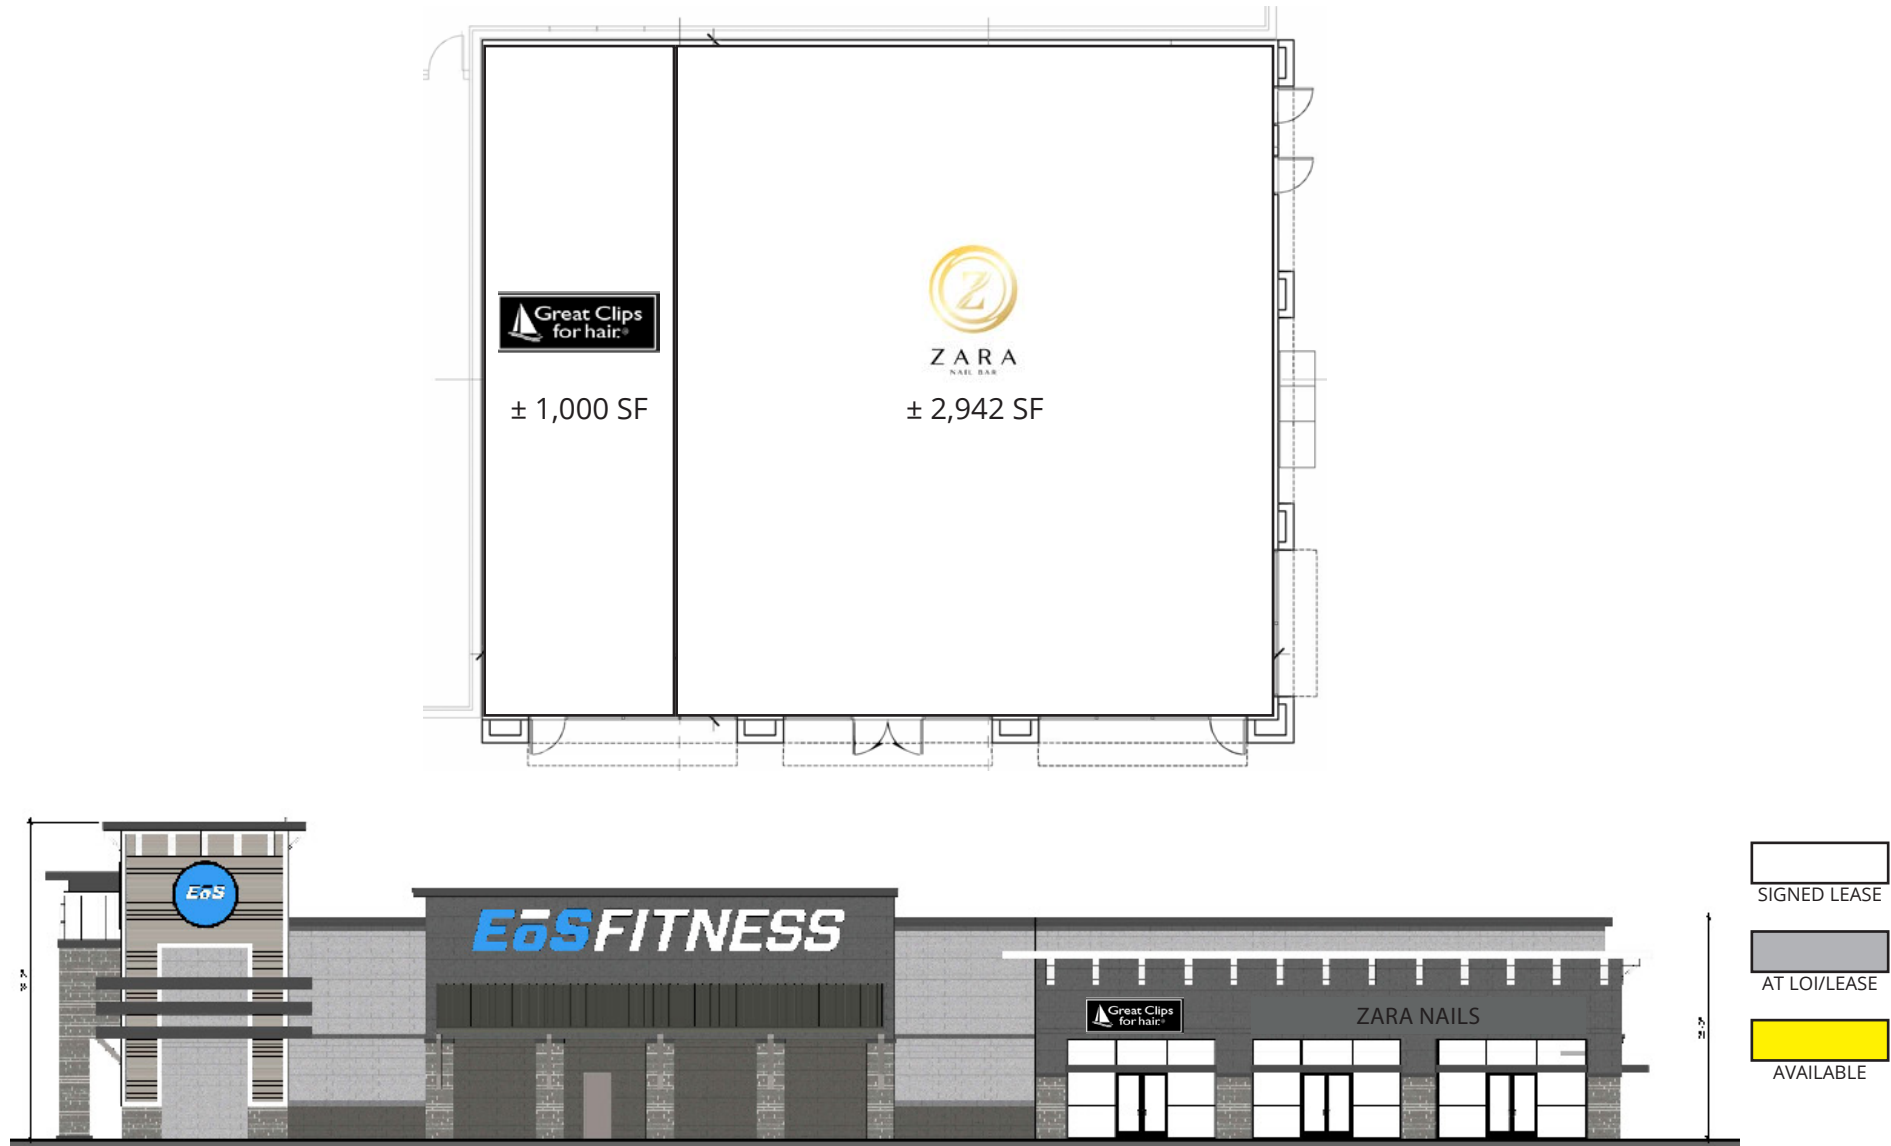 Great Clips
for hair.®
Z
ZARA
NAIL BAR
± 1,000 SF
± 2,942 SF
EōS
EōSFITNESS
Great Clips
for hair.®
ZARA NAILS
SIGNED LEASE
AT LOI/LEASE
AVAILABLE